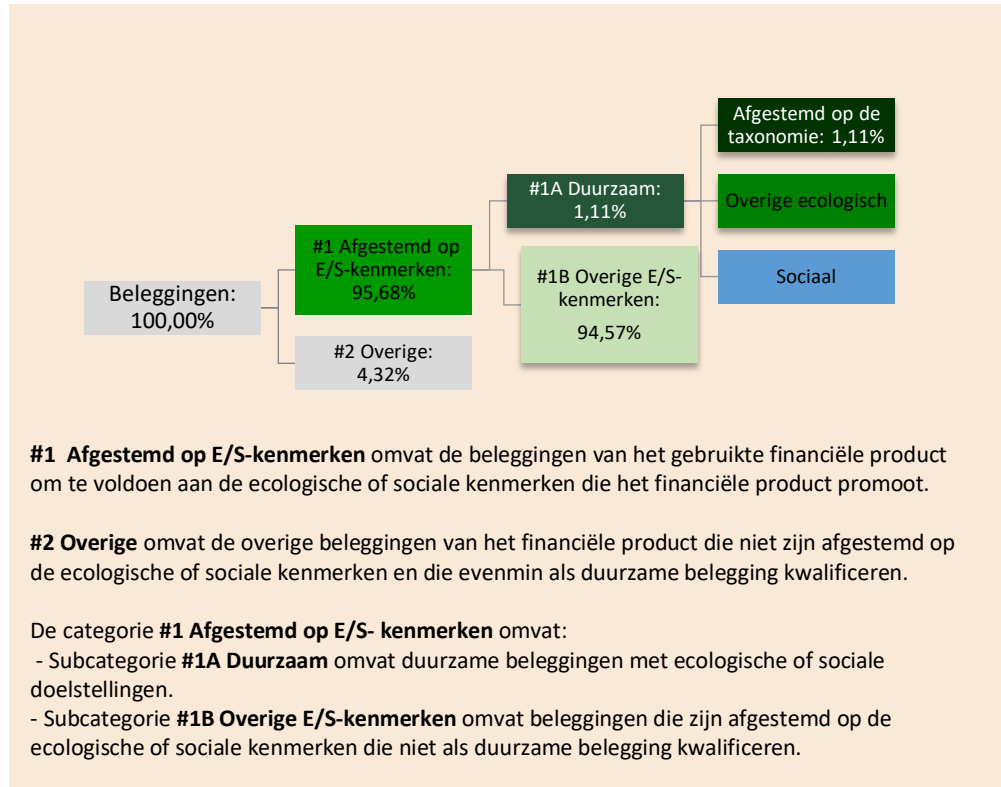 Beleggingen:
100,00%
#1 Afgestemd op
E/S-kenmerken:
95,68%
#2 Overige:
4,32%
#1A Duurzaam:
1,11%
#1B Overige E/S-
kenmerken:
94,57%
Afgestemd op de
taxonomie: 1,11%
Overige ecologisch
Sociaal
#1 Afgestemd op E/S-kenmerken omvat de beleggingen van het gebruikte financiële product
om te voldoen aan de ecologische of sociale kenmerken die het financiële product promoot.
#2 Overige omvat de overige beleggingen van het financiële product die niet zijn afgestemd op
de ecologische of sociale kenmerken en die evenmin als duurzame belegging kwalificeren.
De categorie #1 Afgestemd op E/S- kenmerken omvat:
- Subcategorie #1A Duurzaam omvat duurzame beleggingen met ecologische of sociale
doelstellingen.
- Subcategorie #1B Overige E/S-kenmerken omvat beleggingen die zijn afgestemd op de
ecologische of sociale kenmerken die niet als duurzame belegging kwalificeren.